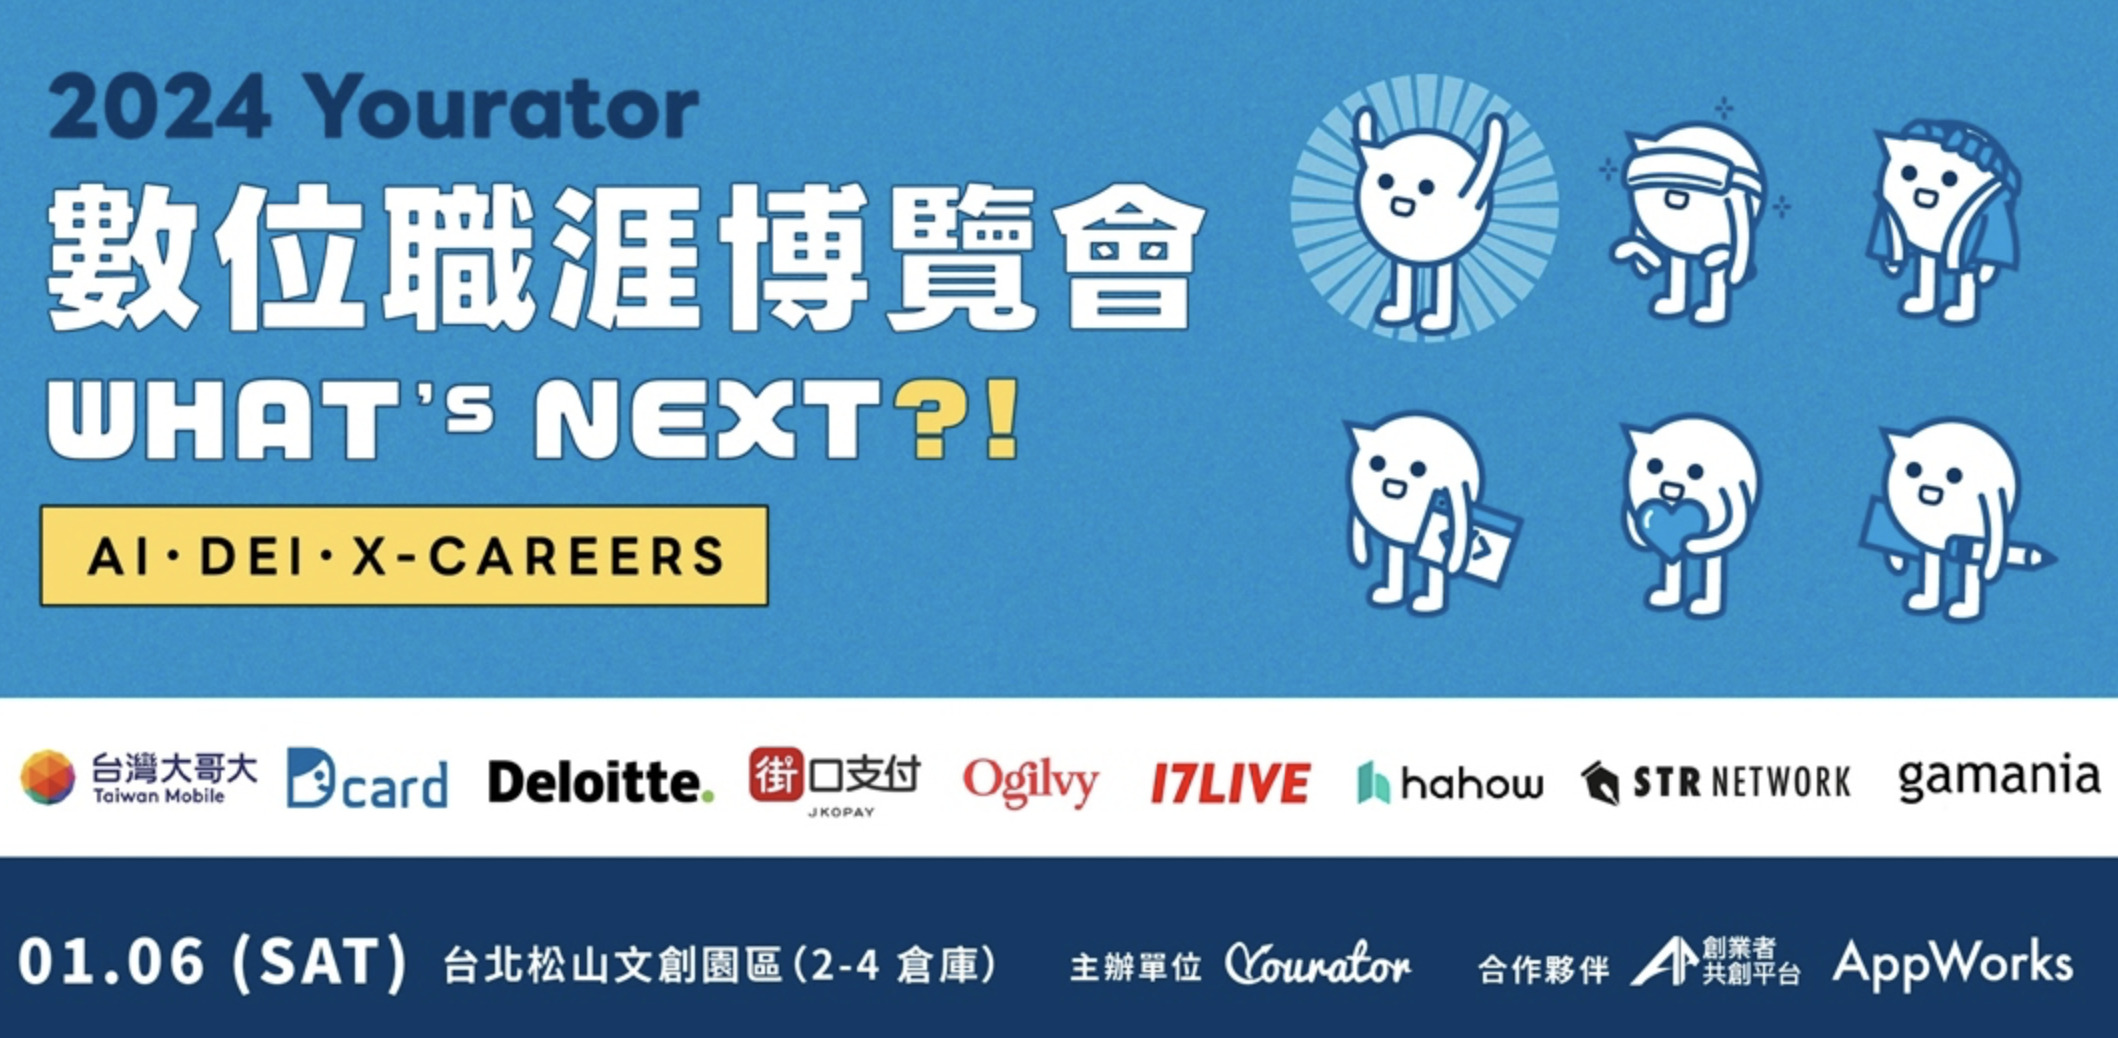 2024 Yourator
數位職涯博覽會
WHAT's NEXT?!
AI·DEI·X-CAREERS
台灣大哥大
Taiwan Mobile
Dcard
Deloitte.
街口支付
JKOPAY
Ogilvy
17LIVE
hahow
STR NETWORK
gamania
01.06 (SAT) 台北松山文創園區(2-4 倉庫)
主辦單位 Yourator
合作夥伴
創業者
共創平台
AppWorks